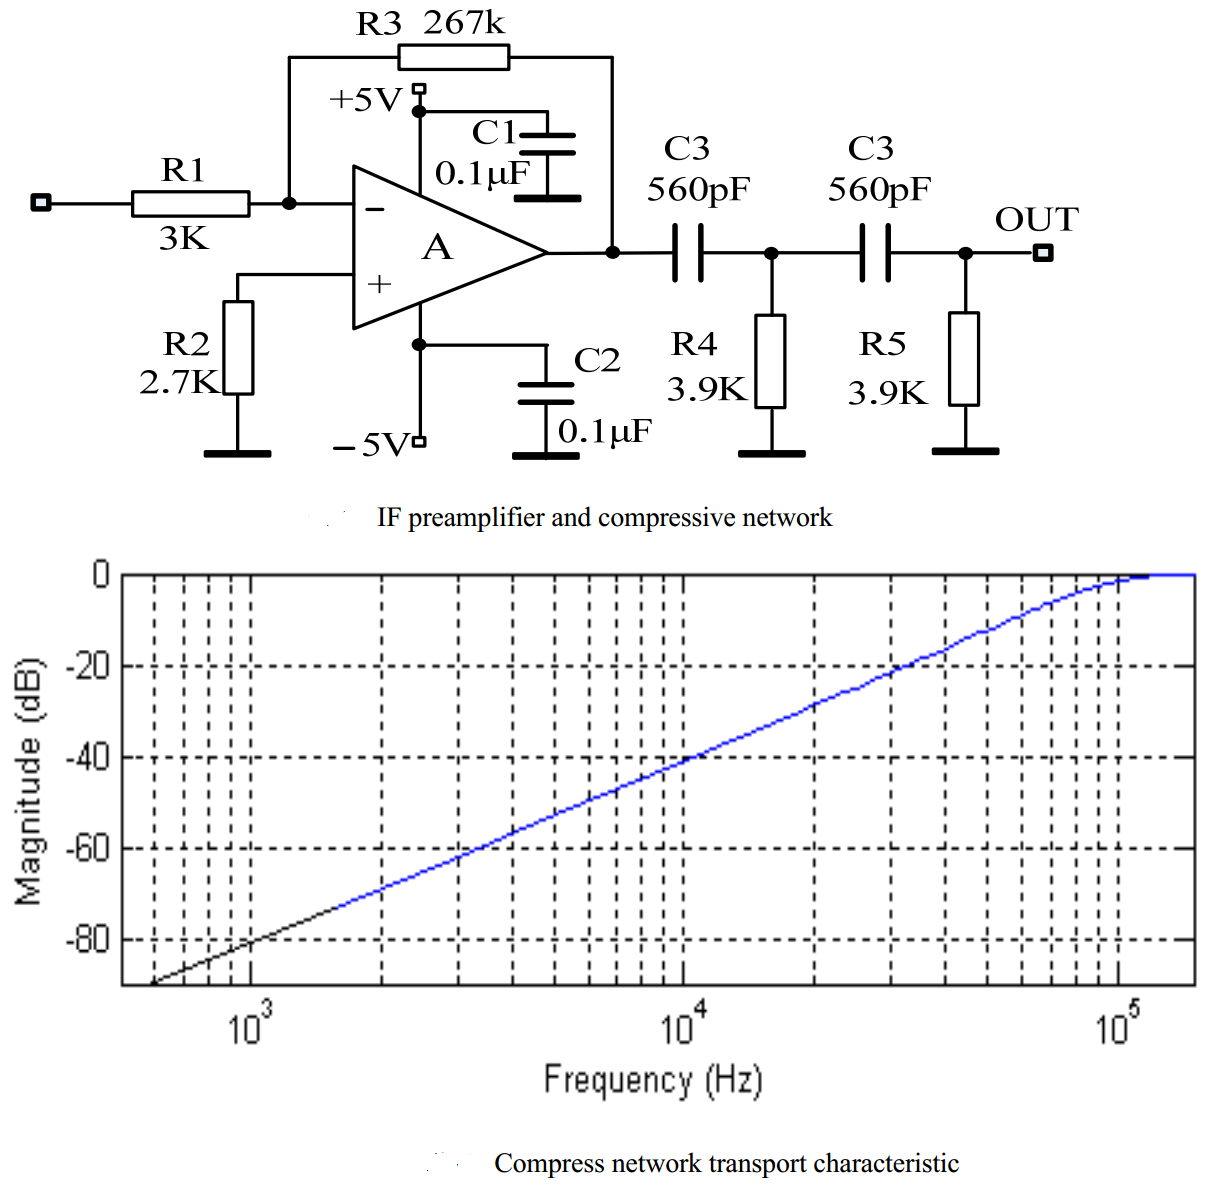 R3 267k
+5V
C1
0.1μF
R1
3K
−
A
+
R2
2.7K
C2
0.1μF
−5V
C3
560pF
C3
560pF
OUT
R4
3.9K
R5
3.9K
IF preamplifier and compressive network
0
-20
-40
-60
-80
Magnitude (dB)
10³
10⁴
10⁵
Frequency (Hz)
Compress network transport characteristic